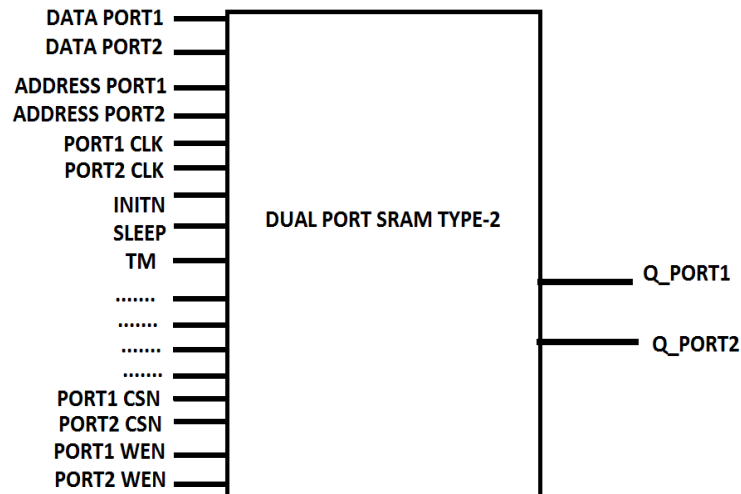 DATA PORT1
DATA PORT2
ADDRESS PORT1
ADDRESS PORT2
PORT1 CLK
PORT2 CLK
INITN
SLEEP
TM
.......
.......
.......
.......
PORT1 CSN
PORT2 CSN
PORT1 WEN
PORT2 WEN
DUAL PORT SRAM TYPE-2
Q_PORT1
Q_PORT2